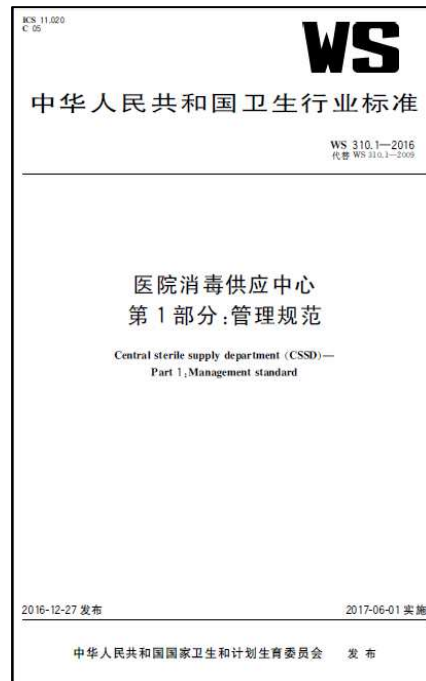 ICS 11.020
C 05
WS
中华人民共和国卫生行业标准
WS 310.1—2016
代替 WS 310.1—2009
医院消毒供应中心
第1部分:管理规范
Central sterile supply department (CSSD)—
Part 1:Management standard
2016-12-27 发布
2017-06-01 实施
中华人民共和国国家卫生和计划生育委员会 发布